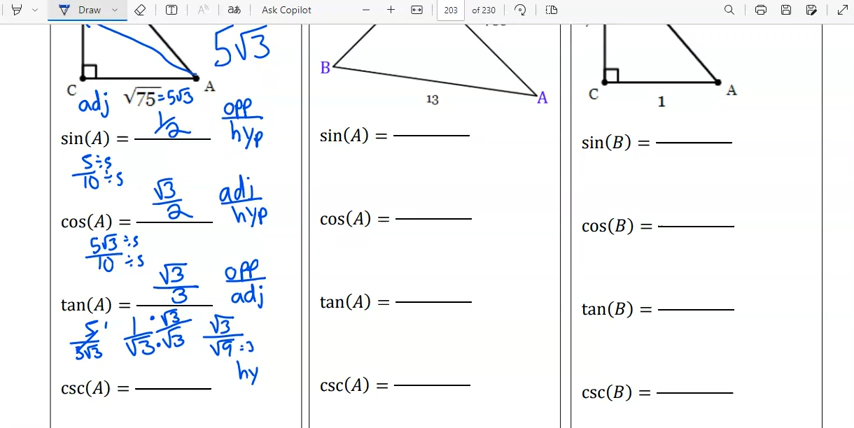 Draw
A
aあ
Ask Copilot
203 of 230
5√3
C A
adj √75 = 5√3
sin(A) = 1/2 opp/hyp
5÷5/10÷5
cos(A) = √3/2 adj/hyp
5√3÷5/10÷5
tan(A) = √3/3 opp/adj
5/5√3 1/√3 · √3/√3 √3/√9=3
hy
csc(A) =
B
A
13
sin(A) =
cos(A) =
tan(A) =
csc(A) =
C A
1
sin(B) =
cos(B) =
tan(B) =
csc(B) =